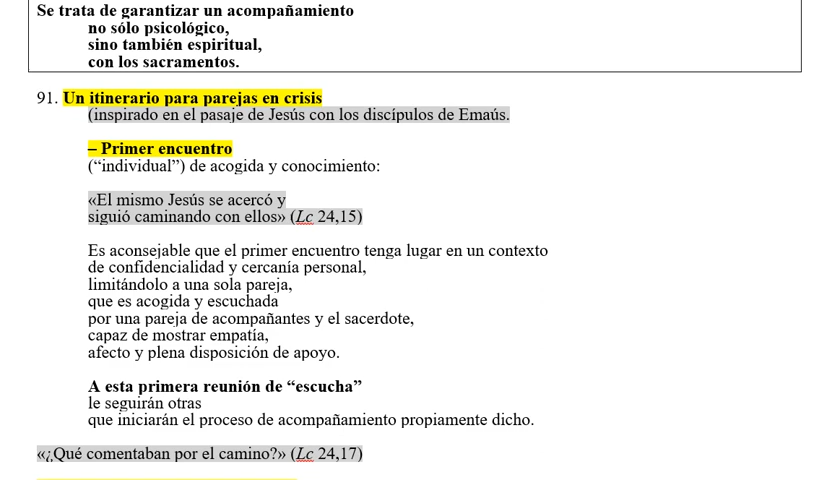 Se trata de garantizar un acompañamiento
no sólo psicológico,
sino también espiritual,
con los sacramentos.
91. Un itinerario para parejas en crisis
(inspirado en el pasaje de Jesús con los discípulos de Emaús.
– Primer encuentro
(“individual”) de acogida y conocimiento:
«El mismo Jesús se acercó y
siguió caminando con ellos» (Lc 24,15)
Es aconsejable que el primer encuentro tenga lugar en un contexto
de confidencialidad y cercanía personal,
limitándolo a una sola pareja,
que es acogida y escuchada
por una pareja de acompañantes y el sacerdote,
capaz de mostrar empatía,
afecto y plena disposición de apoyo.
A esta primera reunión de “escucha”
le seguirán otras
que iniciarán el proceso de acompañamiento propiamente dicho.
«¿Qué comentaban por el camino?» (Lc 24,17)